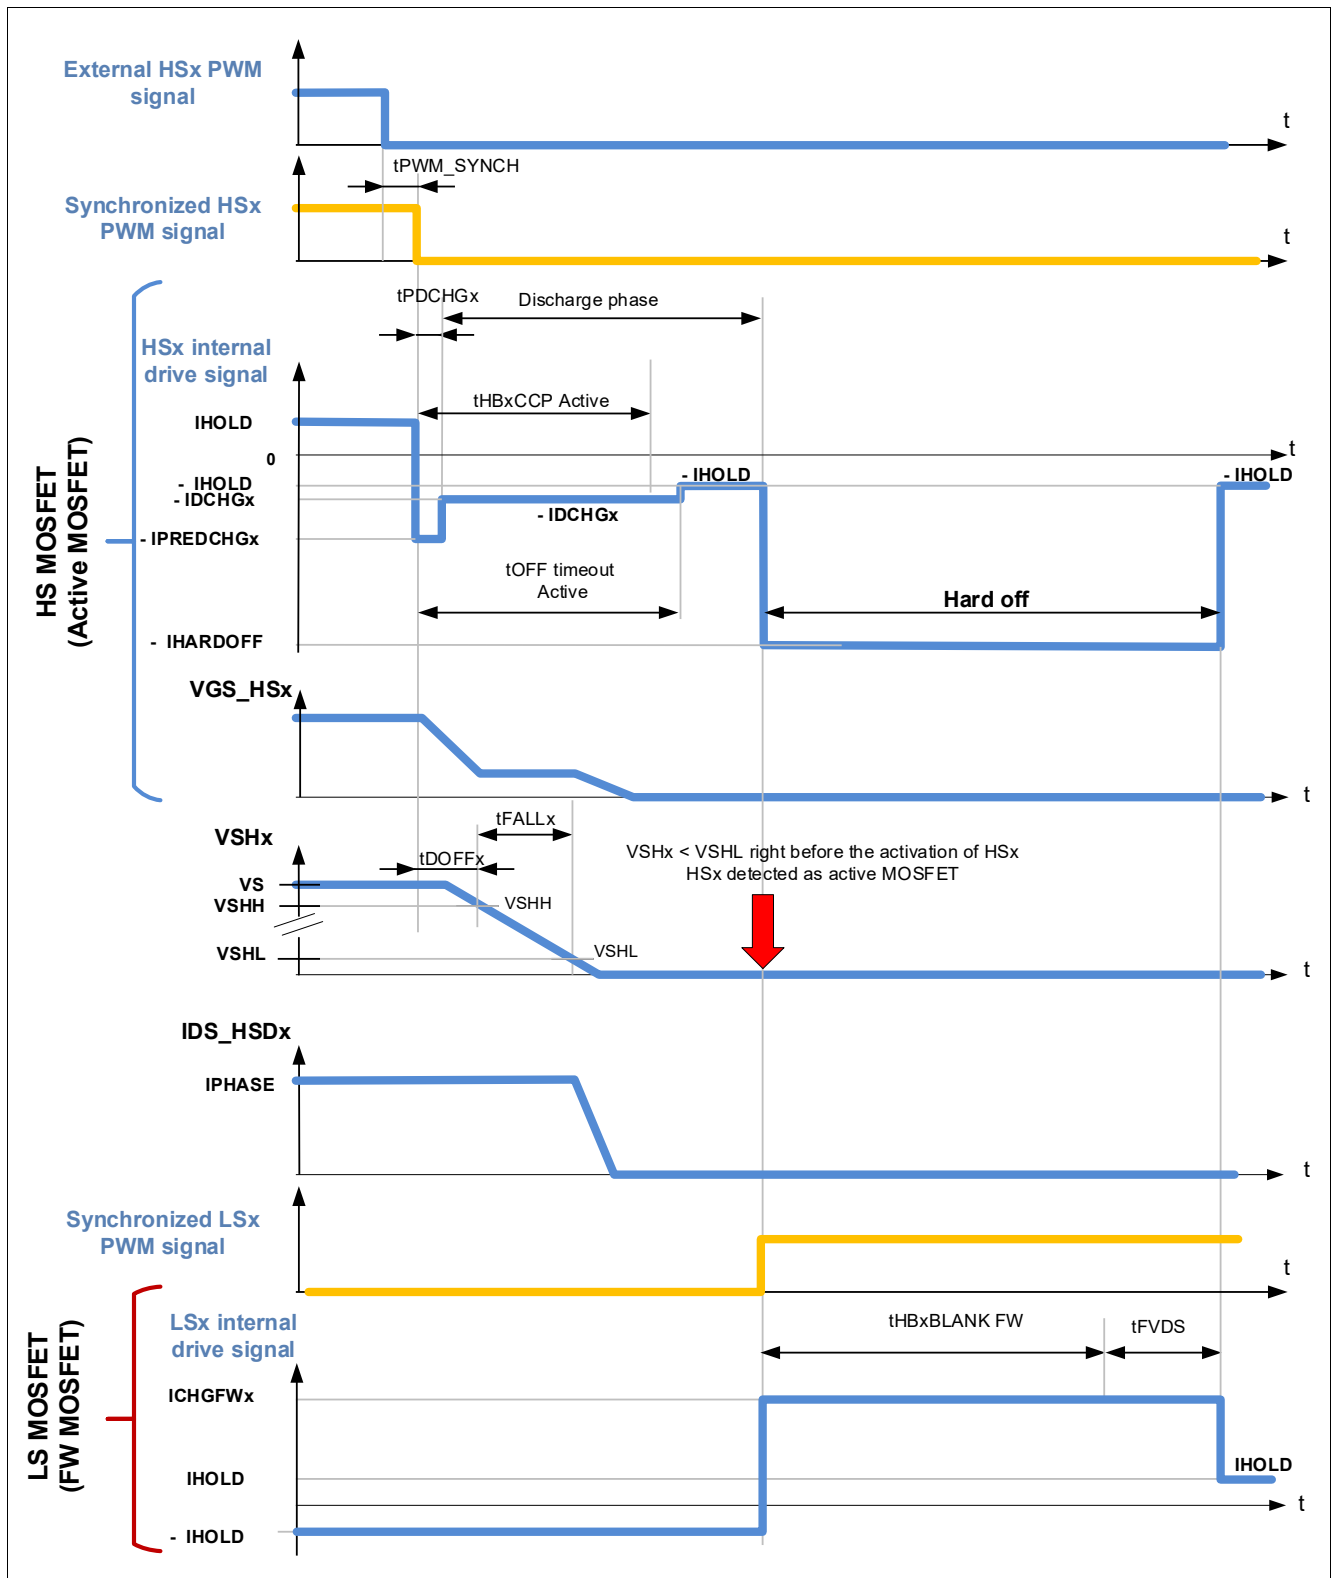 External HSx PWM
signal
t
tPWM_SYNCH
Synchronized HSx
PWM signal
t
tPDCHGx
Discharge phase
HSx internal
drive signal
tHBxCCP Active
IHOLD
t
0
- IHOLD
- IHOLD
- IHOLD
- IDCHGx
- IDCHGx
- IPREDCHGx
tOFF timeout
Active
Hard off
- IHARDOFF
HS MOSFET
(Active MOSFET)
VGS_HSx
t
tFALLx
VSHx
tDOFFx
VSHx < VSHL right before the activation of HSx
HSx detected as active MOSFET
VS
VSHH
VSHH
VSHL
VSHL
t
IDS_HSDx
IPHASE
t
Synchronized LSx
PWM signal
t
LSx internal
drive signal
tHBxBLANK FW
tFVDS
ICHGFWx
LS MOSFET
(FW MOSFET)
IHOLD
IHOLD
t
- IHOLD